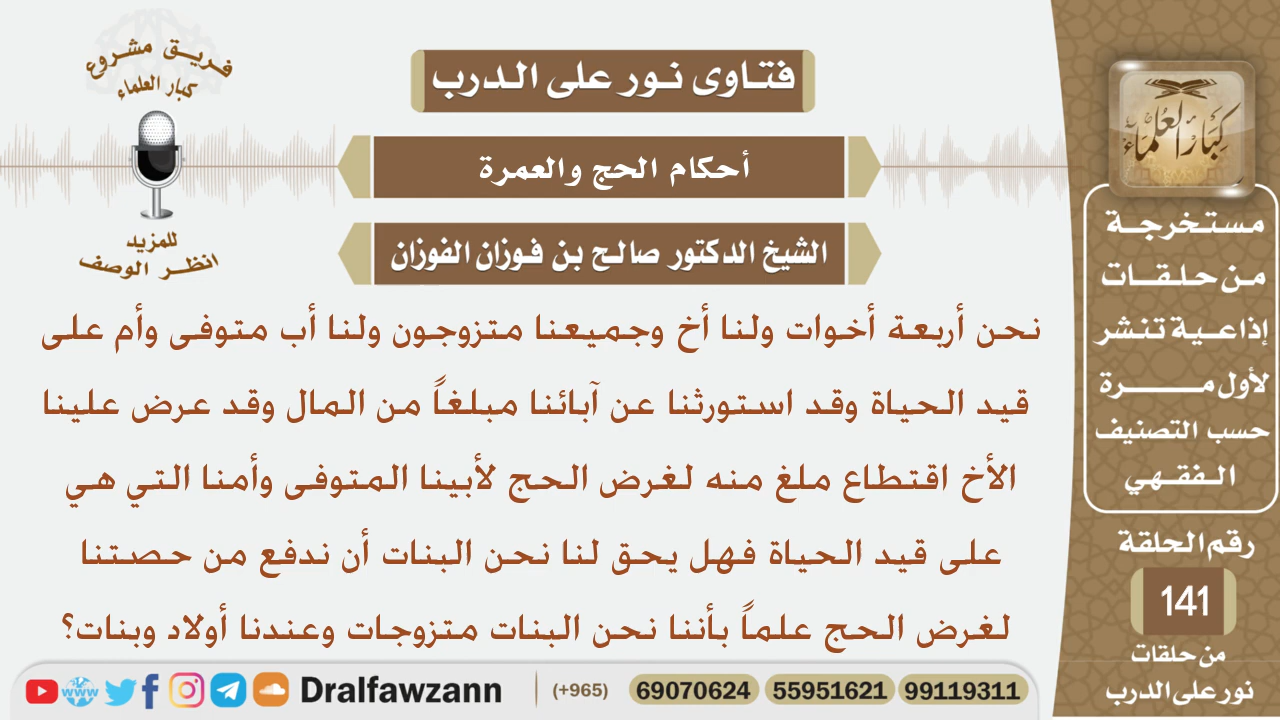 فريق مشروع
كبار العلماء
للمزيد
انظر الوصف
فتاوى نور على الدرب
أحكام الحج والعمرة
الشيخ الدكتور صالح بن فوزان الفوزان
نحن أربعة أخوات ولنا أخ وجميعنا متزوجون ولنا أب متوفى وأم على
قيد الحياة وقد استورثنا عن آبائنا مبلغاً من المال وقد عرض علينا
الأخ اقتطاع ملغ منه لغرض الحج لأبينا المتوفى وأمنا التي هي
على قيد الحياة فهل يحق لنا نحن البنات أن ندفع من حصتنا
لغرض الحج علماً بأننا نحن البنات متزوجات وعندنا أولاد وبنات؟
كبار العلماء
مستخرجة
من حلقات
إذاعية تنشر
لأول مرة
حسب التصنيف
الفقهي
رقم الحلقة
141
من حلقات
نور على الدرب
www
Dralfawzann
(+965)
69070624
55951621
99119311